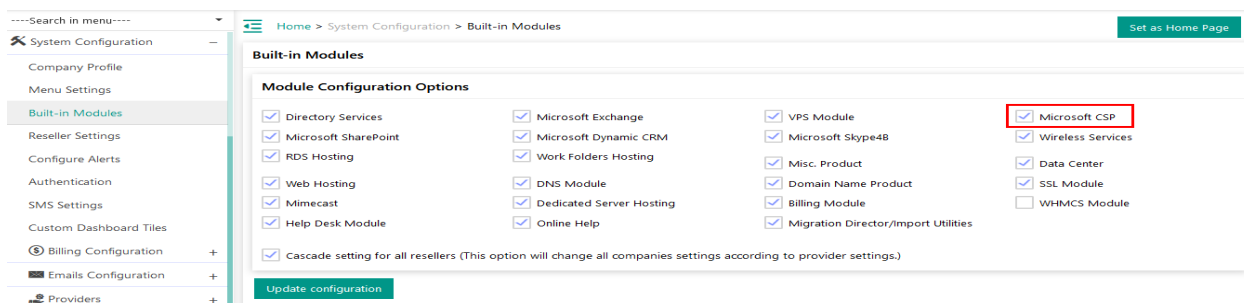 ----Search in menu----
System Configuration
Company Profile
Menu Settings
Built-in Modules
Reseller Settings
Configure Alerts
Authentication
SMS Settings
Custom Dashboard Tiles
Billing Configuration
Emails Configuration
Providers
Home > System Configuration > Built-in Modules
Set as Home Page
Built-in Modules
Module Configuration Options
Directory Services Microsoft Exchange VPS Module Microsoft CSP
Microsoft SharePoint Microsoft Dynamic CRM Microsoft Skype4B Wireless Services
RDS Hosting Work Folders Hosting Misc. Product Data Center
Web Hosting DNS Module Domain Name Product SSL Module
Mimecast Dedicated Server Hosting Billing Module WHMCS Module
Help Desk Module Online Help Migration Director/Import Utilities
Cascade setting for all resellers (This option will change all companies settings according to provider settings.)
Update configuration